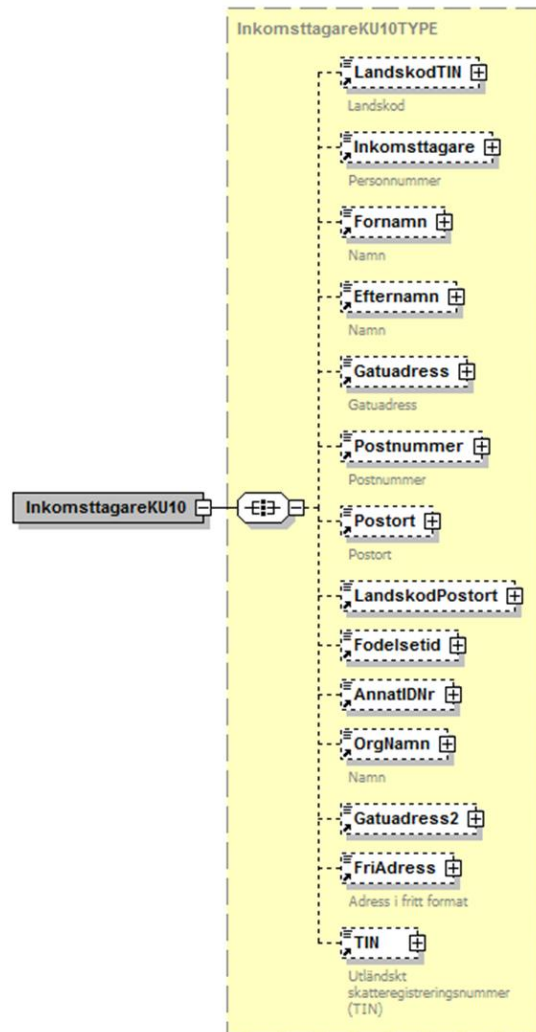 InkomsttagareKU10TYPE
LandskodTIN
Landskod
Inkomsttagare
Personnummer
Fornamn
Namn
Efternamn
Namn
Gatuadress
Gatuadress
Postnummer
Postnummer
InkomsttagareKU10
Postort
Postort
LandskodPostort
Fodelsetid
AnnatIDNr
OrgNamn
Namn
Gatuadress2
FriAdress
Adress i fritt format
TIN
Utländskt
skatteregistreringsnummer
(TIN)